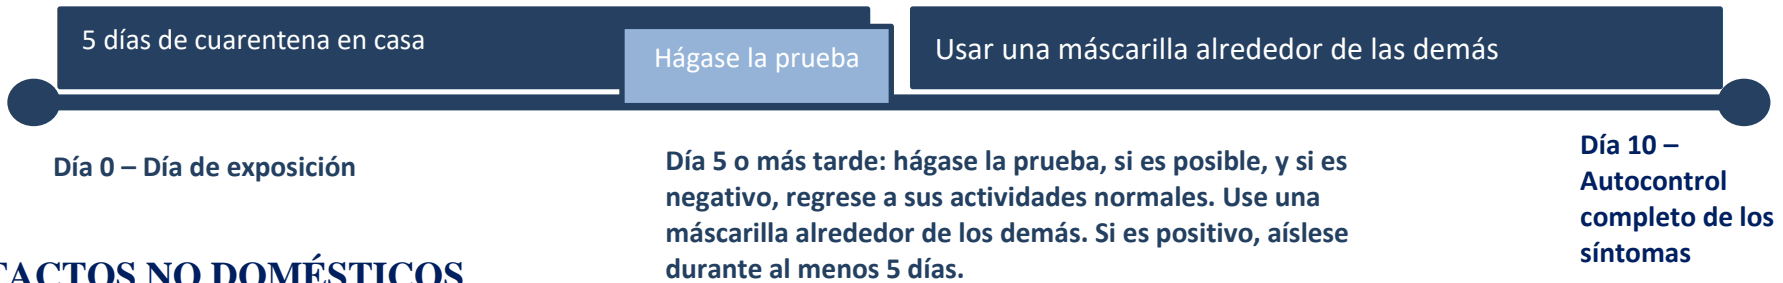 5 días de cuarentena en casa
Hágase la prueba
Usar una máscarilla alrededor de las demás
Día 0 – Día de exposición
Día 5 o más tarde: hágase la prueba, si es posible, y si es
negativo, regrese a sus actividades normales. Use una
máscarilla alrededor de los demás. Si es positivo, aíslese
durante al menos 5 días.
Día 10 –
Autocontrol
completo de los
síntomas
TACTOS NO DOMÉSTICOS